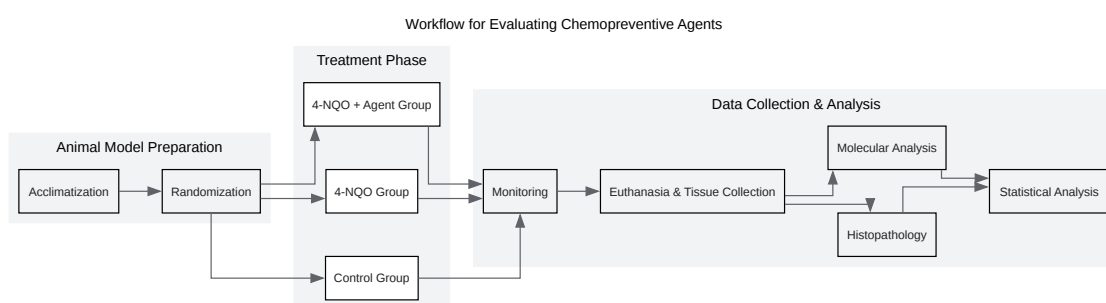 Workflow for Evaluating Chemopreventive Agents
Animal Model Preparation
Acclimatization
Randomization
Treatment Phase
4-NQO + Agent Group
4-NQO Group
Control Group
Data Collection & Analysis
Monitoring
Euthanasia & Tissue Collection
Molecular Analysis
Histopathology
Statistical Analysis